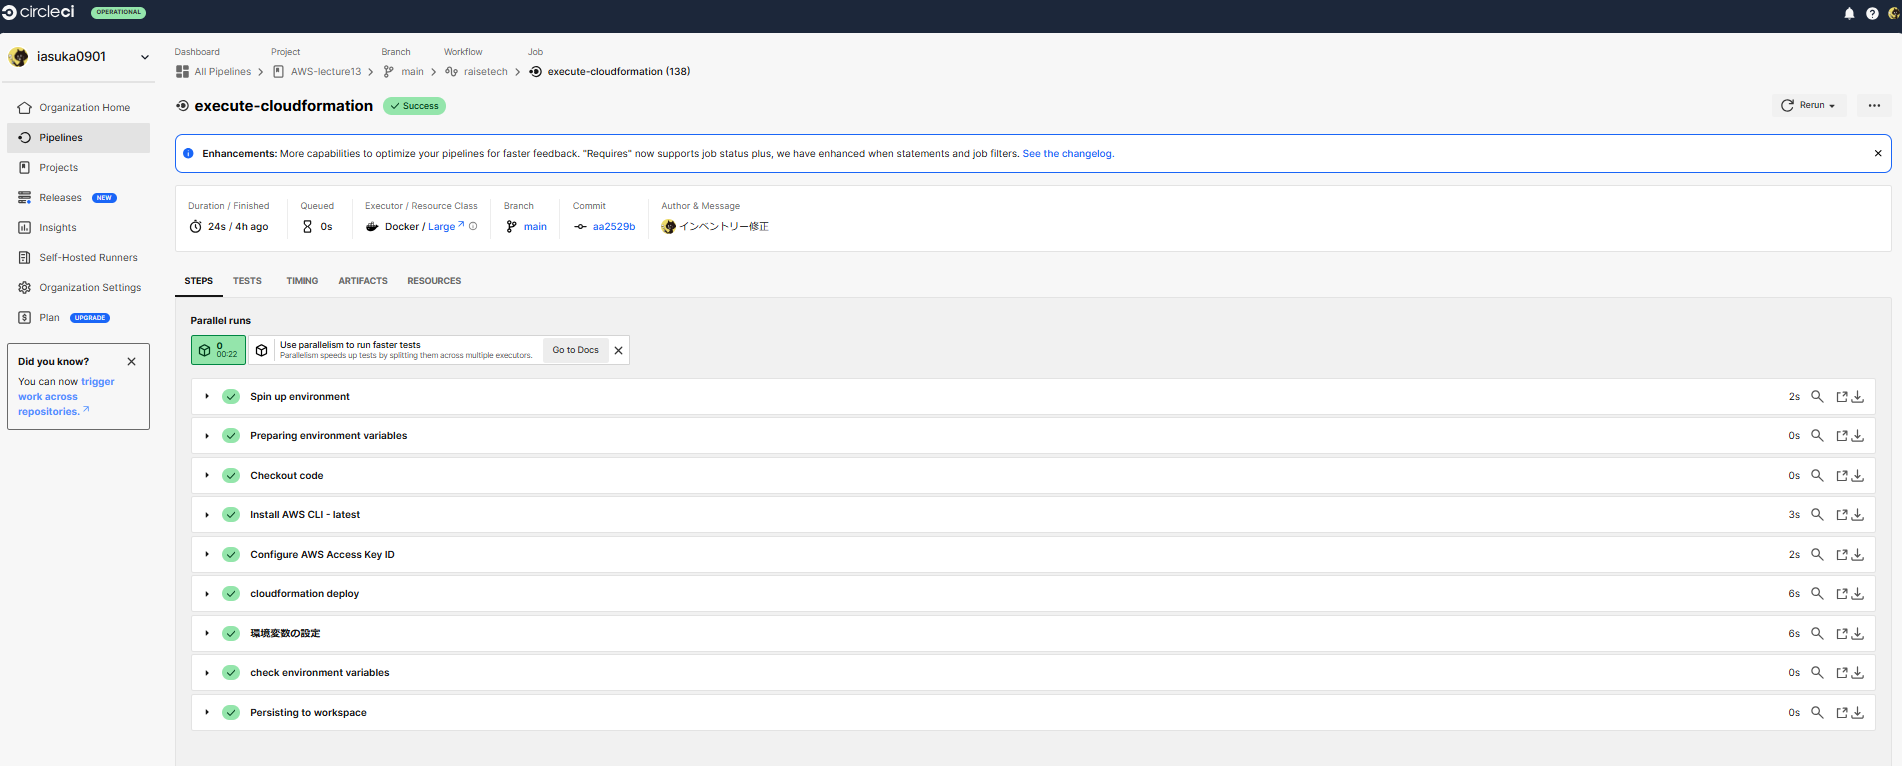 circleci OPERATIONAL
iasuka0901
Organization Home
Pipelines
Projects
Releases NEW
Insights
Self-Hosted Runners
Organization Settings
Plan UPGRADE
Did you know?
You can now trigger
work across
repositories.
Dashboard Project Branch Workflow Job
All Pipelines AWS-lecture13 main raisetech execute-cloudformation (138)
execute-cloudformation Success
Rerun
Enhancements: More capabilities to optimize your pipelines for faster feedback. "Requires" now supports job status plus, we have enhanced when statements and job filters. See the changelog.
Duration / Finished Queued Executor / Resource Class Branch Commit Author & Message
24s / 4h ago 0s Docker / Large main aa2529b インベントリー修正
STEPS TESTS TIMING ARTIFACTS RESOURCES
Parallel runs
0
00:22
Use parallelism to run faster tests
Parallelism speeds up tests by splitting them across multiple executors.
Go to Docs
Spin up environment 2s
Preparing environment variables 0s
Checkout code 0s
Install AWS CLI - latest 3s
Configure AWS Access Key ID 2s
cloudformation deploy 6s
環境変数の設定 6s
check environment variables 0s
Persisting to workspace 0s